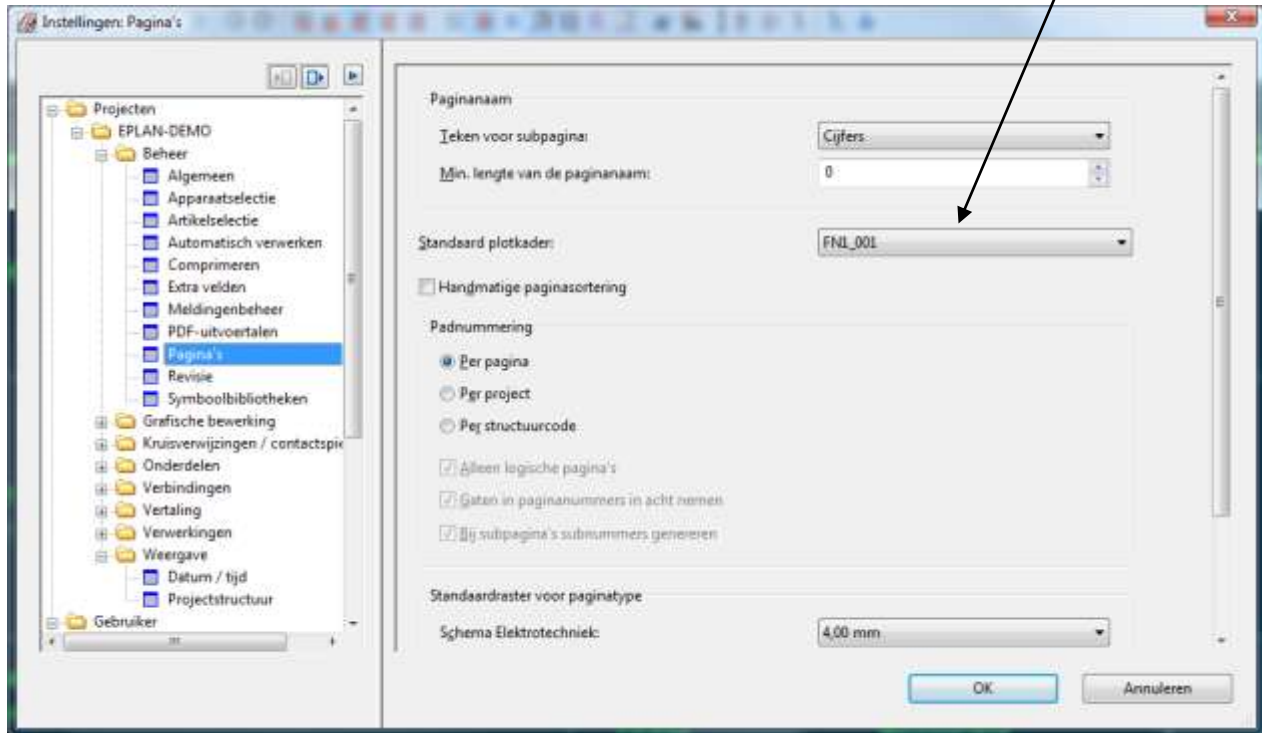 Instellingen: Pagina's
Projecten
EPLAN-DEMO
Beheer
Algemeen
Apparaatselectie
Artikelselectie
Automatisch verwerken
Comprimeren
Extra velden
Meldingenbeheer
PDF-uitvoertalen
Pagina's
Revisie
Symboolbibliotheken
Grafische bewerking
Kruisverwijzingen / contactspie
Onderdelen
Verbindingen
Vertaling
Verwerkingen
Weergave
Datum / tijd
Projectstructuur
Gebruiker
Paginanaam
Teken voor subpagina: Cijfers
Min. lengte van de paginanaam: 0
Standaard plotkader: FN1_001
Handmatige paginasortering
Padnummering
Per pagina
Per project
Per structuurcode
Alleen logische pagina's
Gaten in paginanummers in acht nemen
Bij subpagina's subnummers genereren
Standaardraster voor paginatype
Schema Elektrotechniek: 4,00 mm
OK Annuleren